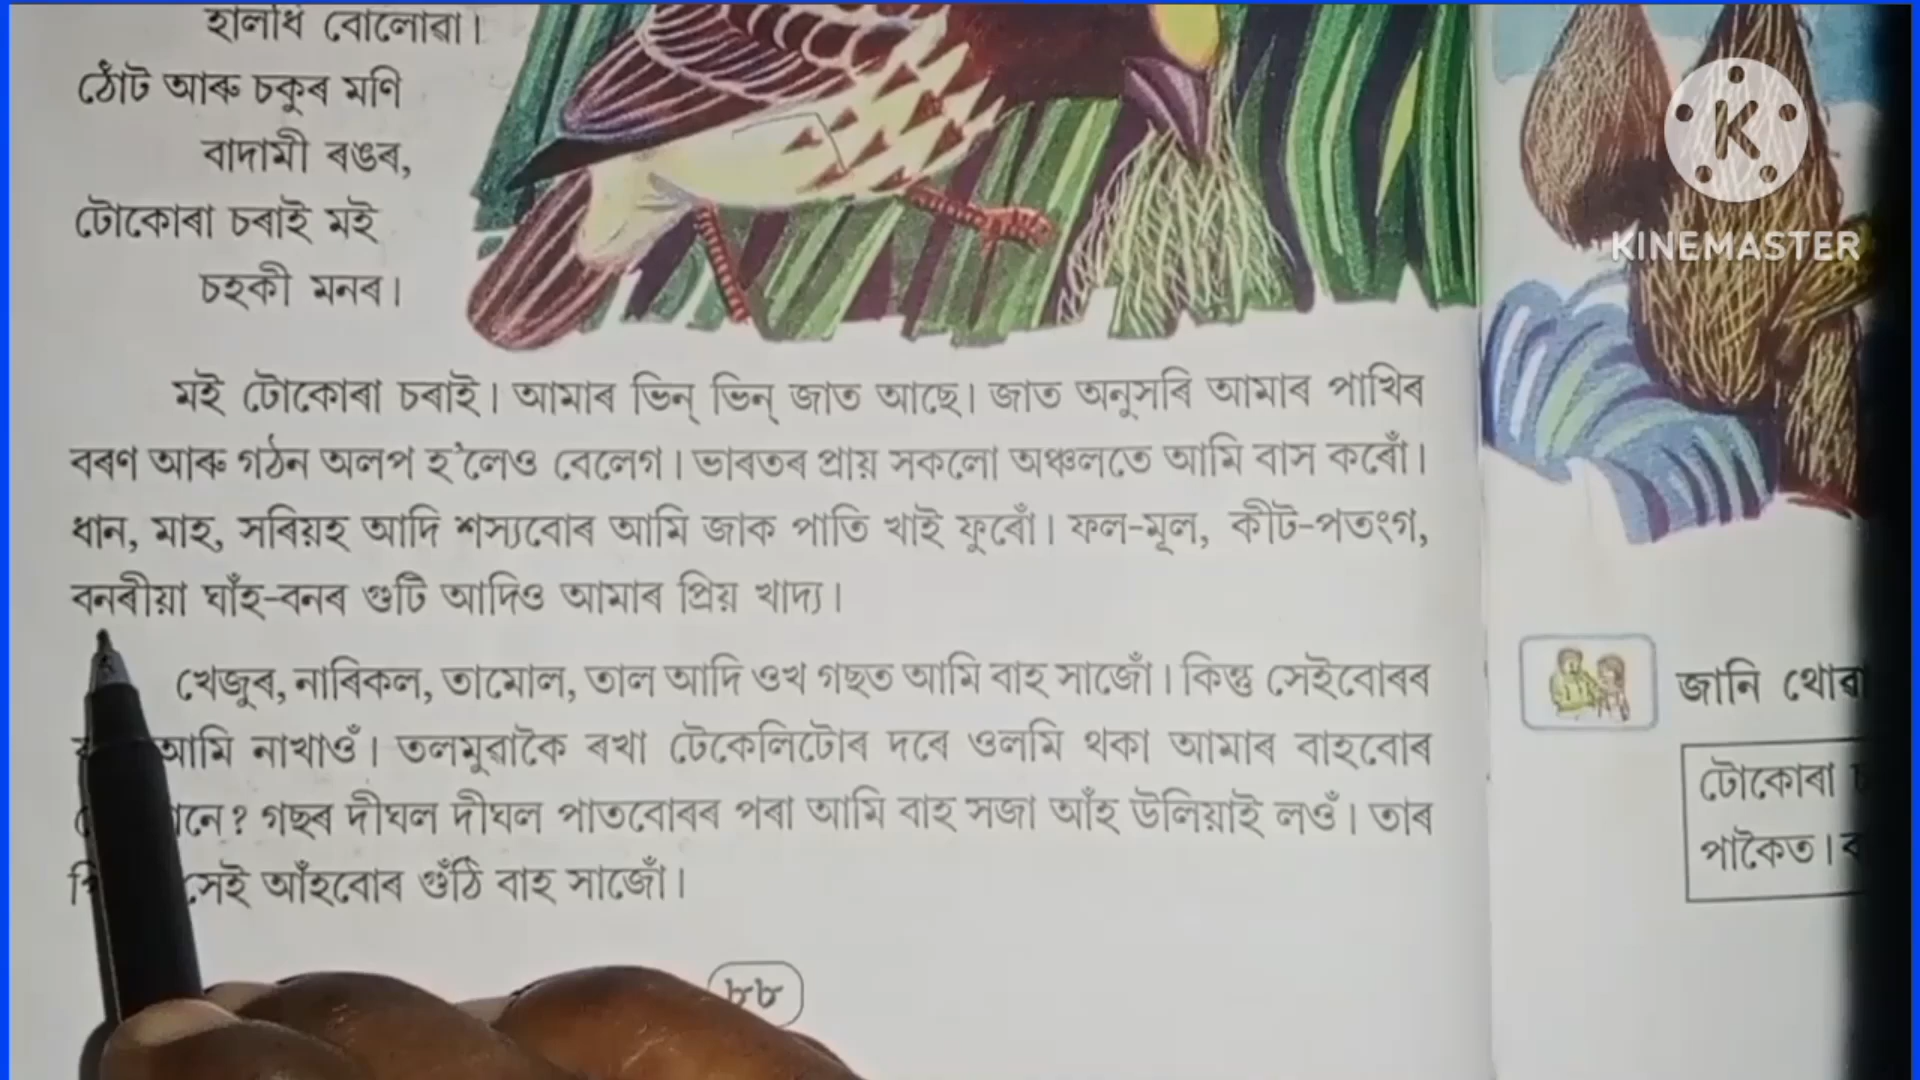 হালধি বোলোৱা।
ঠোঁট আৰু চকুৰ মণি
বাদামী ৰঙৰ,
টোকোৰা চৰাই মই
চহকী মনৰ।
মই টোকোৰা চৰাই। আমাৰ ভিন্ ভিন্ জাত আছে। জাত অনুসৰি আমাৰ পাখিৰ
বৰণ আৰু গঠন অলপ হ'লেও বেলেগ। ভাৰতৰ প্ৰায় সকলো অঞ্চলতে আমি বাস কৰোঁ।
ধান, মাহ, সৰিয়হ আদি শস্যবোৰ আমি জাক পাতি খাই ফুৰোঁ। ফল-মূল, কীট-পতংগ,
বনৰীয়া ঘাঁহ-বনৰ গুটি আদিও আমাৰ প্ৰিয় খাদ্য।
খেজুৰ, নাৰিকল, তামোল, তাল আদি ওখ গছত আমি বাহ সাজোঁ। কিন্তু সেইবোৰৰ
আমি নাখাওঁ। তলমুৱাকৈ ৰখা টেকেলিটোৰ দৰে ওলমি থকা আমাৰ বাহবোৰ
গছৰ দীঘল দীঘল পাতবোৰৰ পৰা আমি বাহ সজা আঁহ উলিয়াই লওঁ। তাৰ
সেই আঁহবোৰ গুঁঠি বাহ সাজোঁ।
৮৮
KINEMASTER
জানি থোৱা
টোকোৰা
পাকৈত।